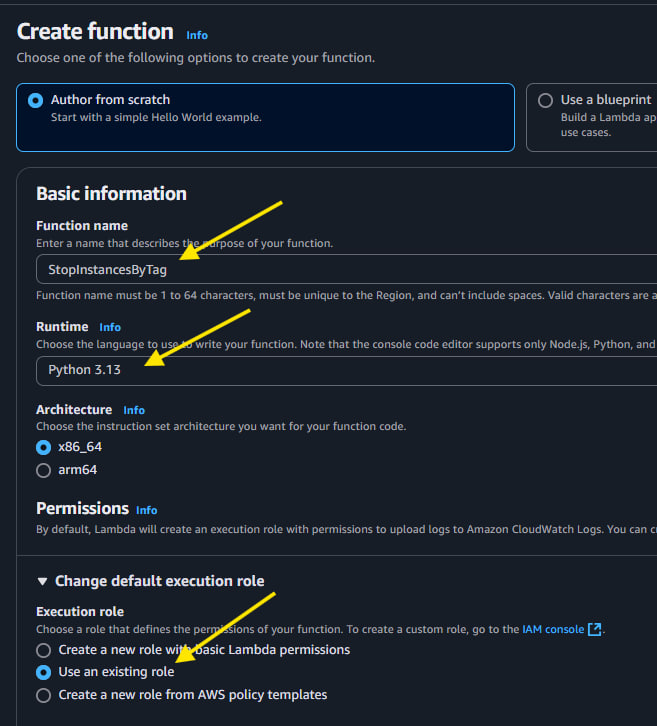 Create function Info
Choose one of the following options to create your function.
Author from scratch
Start with a simple Hello World example.
Use a blueprint
Build a Lambda ap
use cases.
Basic information
Function name
Enter a name that describes the purpose of your function.
StopInstancesByTag
Function name must be 1 to 64 characters, must be unique to the Region, and can't include spaces. Valid characters are a
Runtime Info
Choose the language to use to write your function. Note that the console code editor supports only Node.js, Python, and
Python 3.13
Architecture Info
Choose the instruction set architecture you want for your function code.
x86_64
arm64
Permissions Info
By default, Lambda will create an execution role with permissions to upload logs to Amazon CloudWatch Logs. You can c
Change default execution role
Execution role
Choose a role that defines the permissions of your function. To create a custom role, go to the IAM console.
Create a new role with basic Lambda permissions
Use an existing role
Create a new role from AWS policy templates